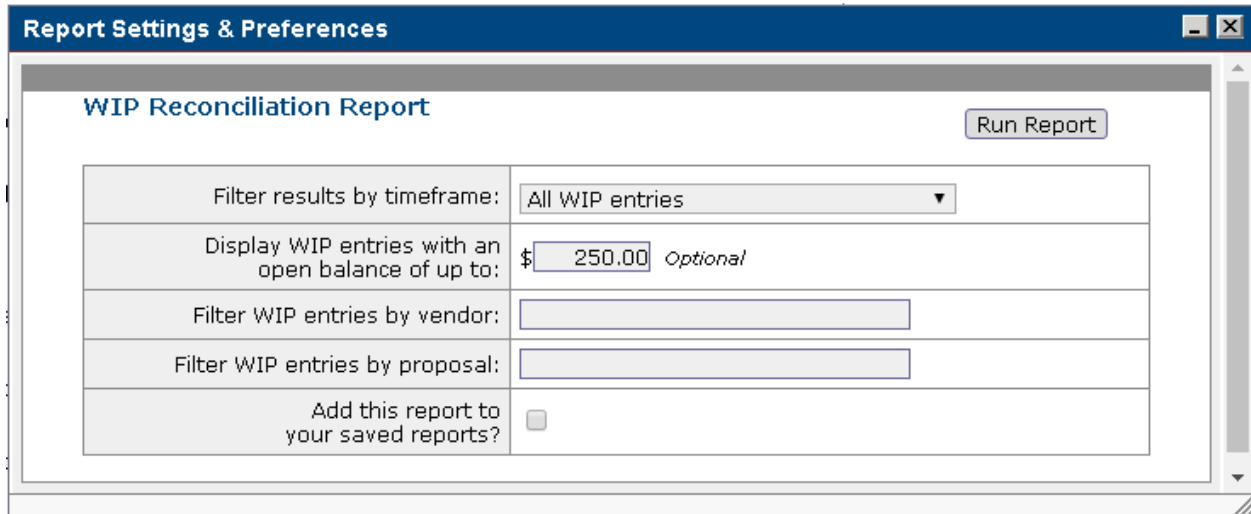 Report Settings & Preferences
WIP Reconciliation Report
Run Report
Filter results by timeframe:
All WIP entries
Display WIP entries with an
open balance of up to:
$ 250.00 Optional
Filter WIP entries by vendor:
Filter WIP entries by proposal:
Add this report to
your saved reports?